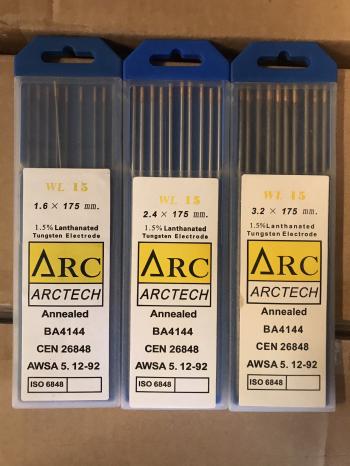 WL 15
1.6 × 175 mm.
1.5% Lanthanated
Tungsten Electrode
ARC
ARCTECH
Annealed
BA4144
CEN 26848
AWSA 5. 12-92
ISO 6848
WL 15
2.4 × 175 mm.
1.5% Lanthanated
Tungsten Electrode
ARC
ARCTECH
Annealed
BA4144
CEN 26848
AWSA 5. 12-92
ISO 6848
WL 15
3.2 × 175 mm.
1.5% Lanthanated
Tungsten Electrode
ARC
ARCTECH
Annealed
BA4144
CEN 26848
AWSA 5. 12-92
ISO 6848